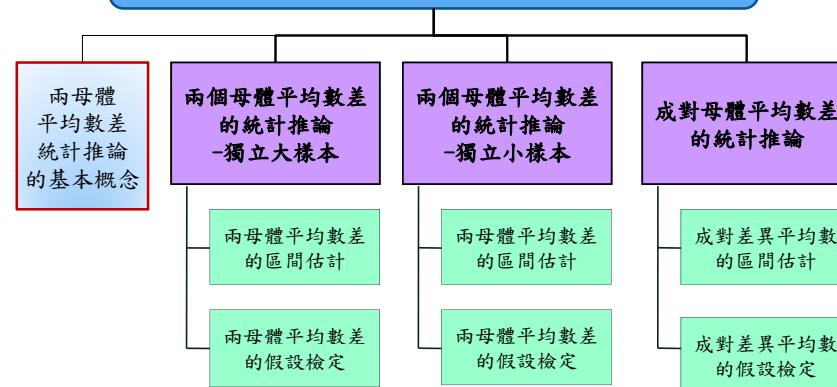 兩母體
平均數差
統計推論
的基本概念
兩個母體平均數差
的統計推論
-獨立大樣本
兩母體平均數差
的區間估計
兩母體平均數差
的假設檢定
兩個母體平均數差
的統計推論
-獨立小樣本
兩母體平均數差
的區間估計
兩母體平均數差
的假設檢定
成對母體平均數差
的統計推論
成對差異平均數
的區間估計
成對差異平均數
的假設檢定